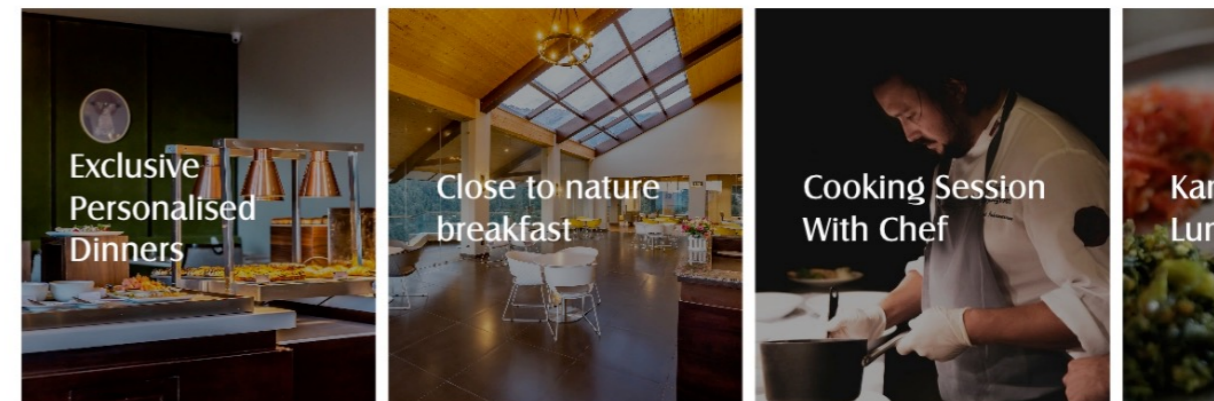 Exclusive
Personalised
Dinners
Close to nature
breakfast
Cooking Session
With Chef